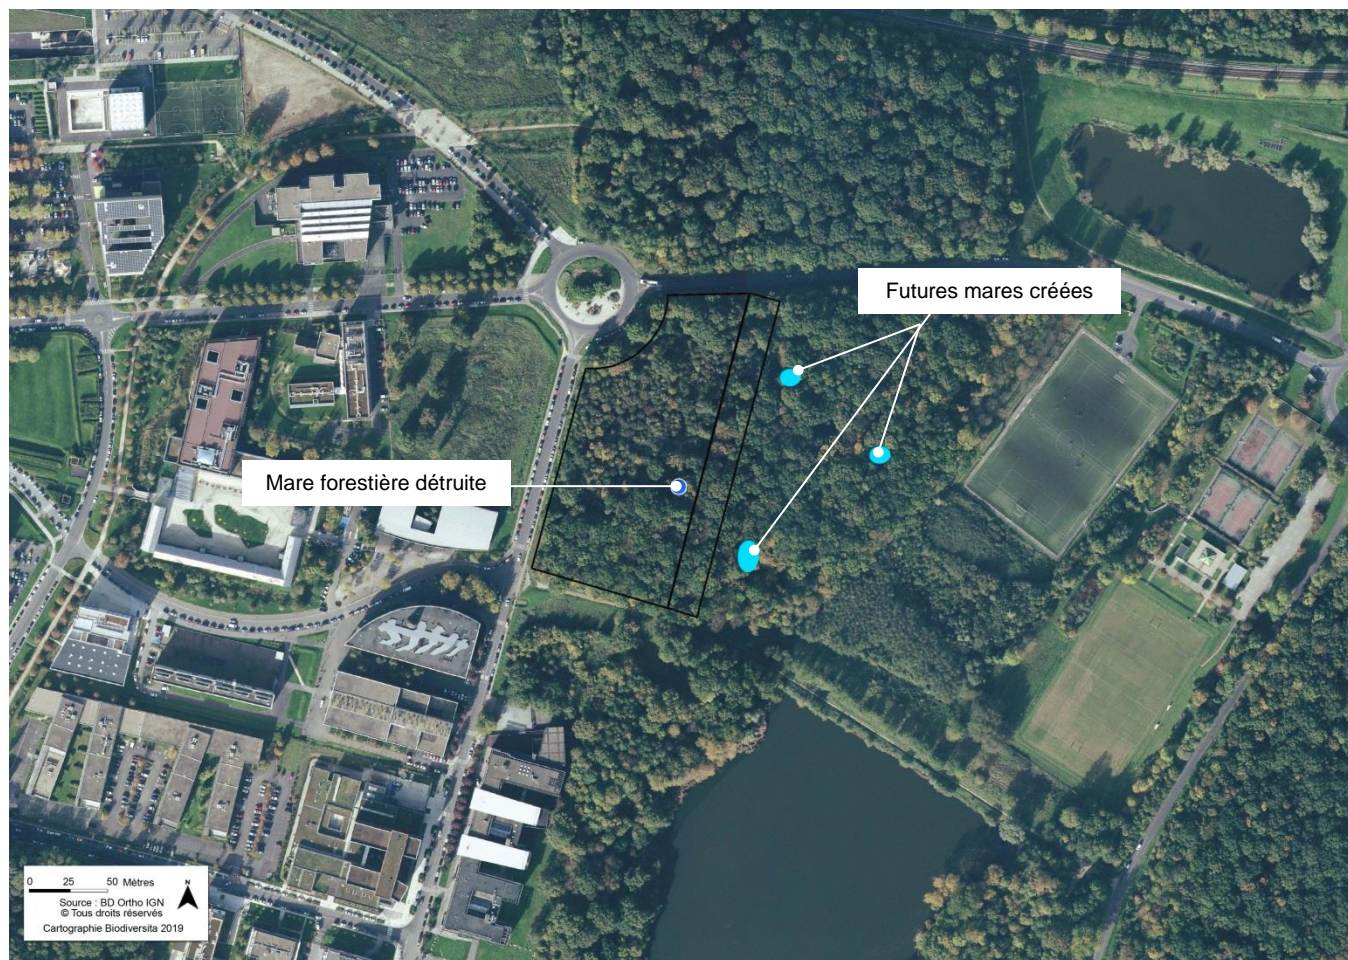 Futures mares créées
Mare forestière détruite
0 25 50 Mètres
N
Source : BD Ortho IGN
© Tous droits réservés
Cartographie Biodiversita 2019